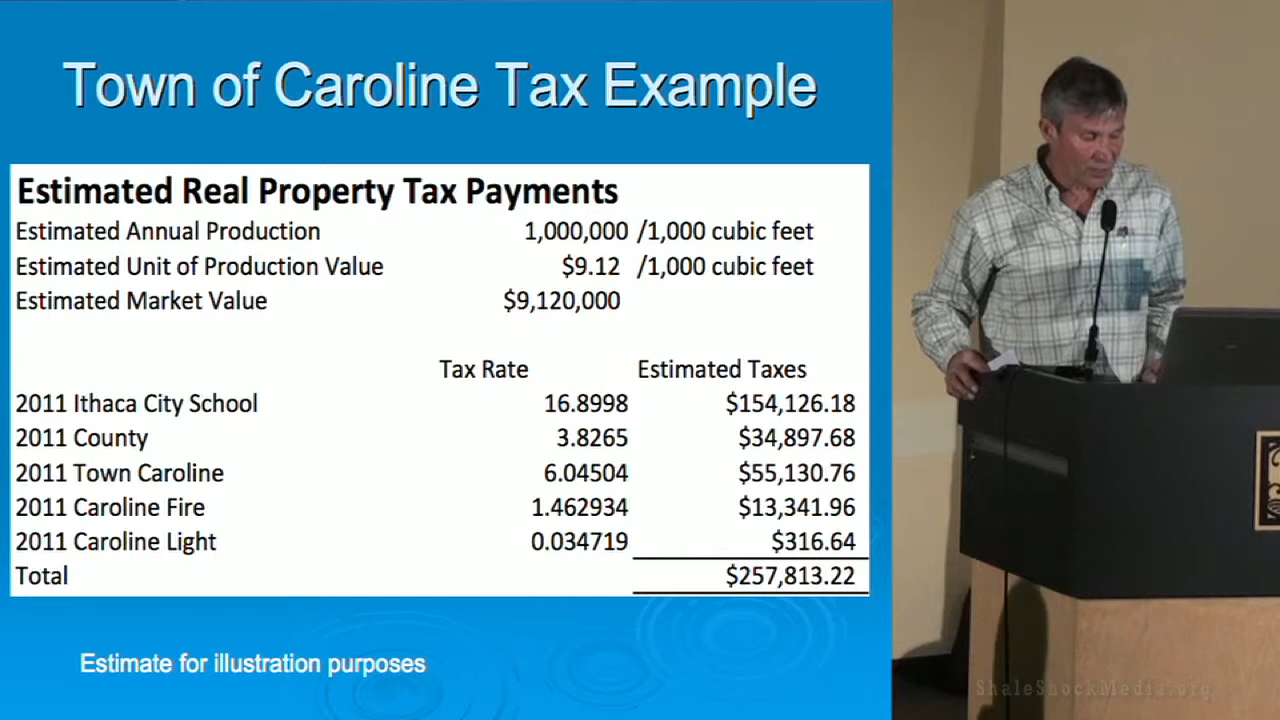 Town of Caroline Tax Example
Estimated Real Property Tax Payments
Estimated Annual Production 1,000,000 /1,000 cubic feet
Estimated Unit of Production Value $9.12 /1,000 cubic feet
Estimated Market Value $9,120,000
Tax Rate Estimated Taxes
2011 Ithaca City School 16.8998 $154,126.18
2011 County 3.8265 $34,897.68
2011 Town Caroline 6.04504 $55,130.76
2011 Caroline Fire 1.462934 $13,341.96
2011 Caroline Light 0.034719 $316.64
Total $257,813.22
Estimate for illustration purposes
ShaleShockMedia.org